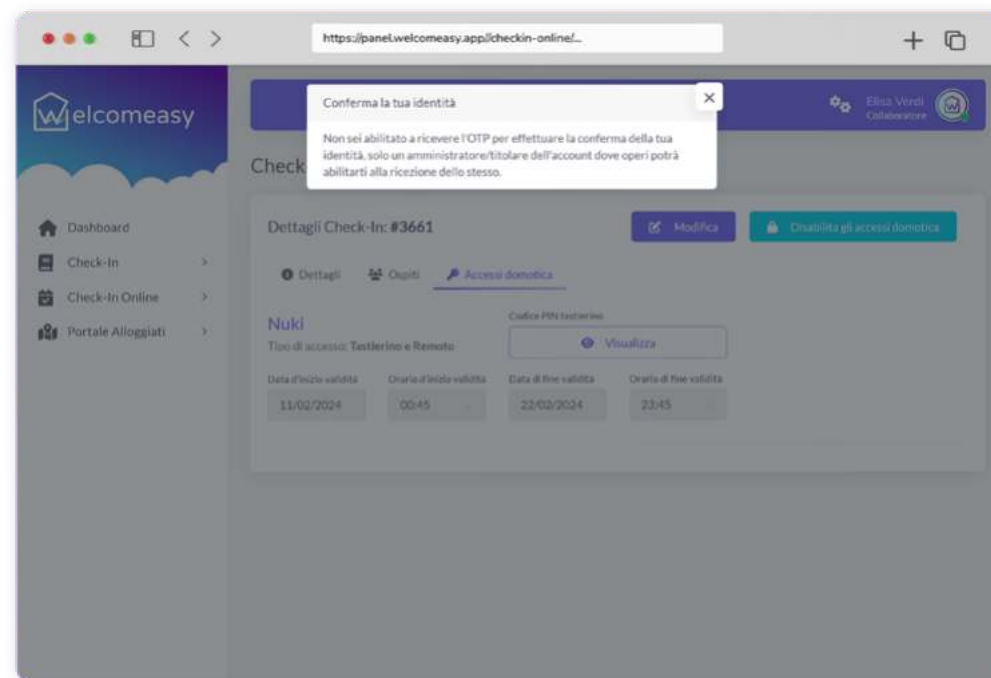 https://panel.welcomeasy.app//checkin-online/...
Welcomeasy
Conferma la tua identità
Non sei abilitato a ricevere l'OTP per effettuare la conferma della tua
identità, solo un amministratore/titolare dell'account dove operi potrà
abilitarti alla ricezione dello stesso.
Elisa Verdi
Collaboratore
Check
Dashboard
Check-In
Check-In Online
Portale Alloggiati
Dettagli Check-In: #3661
Modifica
Disabilita gli accessi domotica
Dettagli Ospiti Accessi domotica
Nuki
Tipo di accesso: Tastierino e Remoto
Codice PIN tastierino
Visualizza
Data d'inizio validità Orario d'inizio validità Data di fine validità Orario di fine validità
11/02/2024 00:45 22/02/2024 23:45